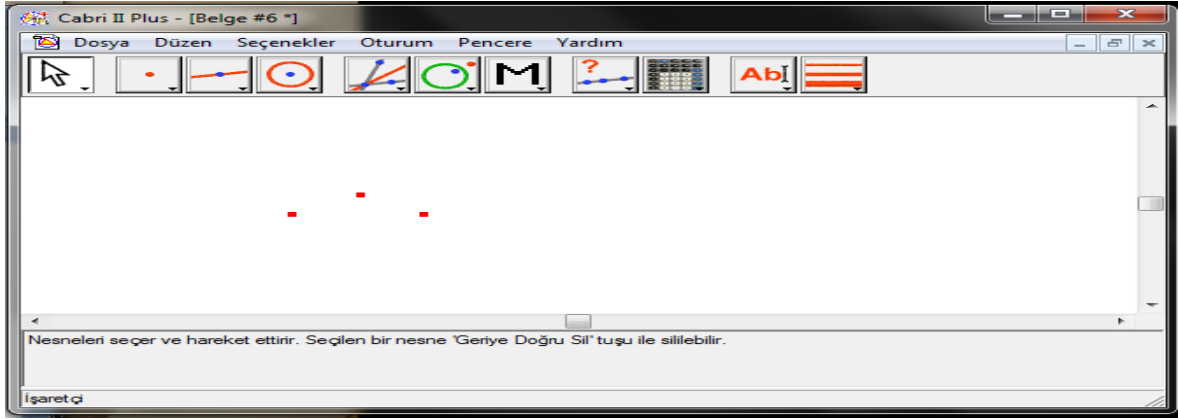 Cabri II Plus - [Belge #6 *]
Dosya Düzen Seçenekler Oturum Pencere Yardım
? M Ab
Nesneleri seçer ve hareket ettirir. Seçilen bir nesne 'Geriye Doğru Sil' tuşu ile sililebilir.
İşaretçi